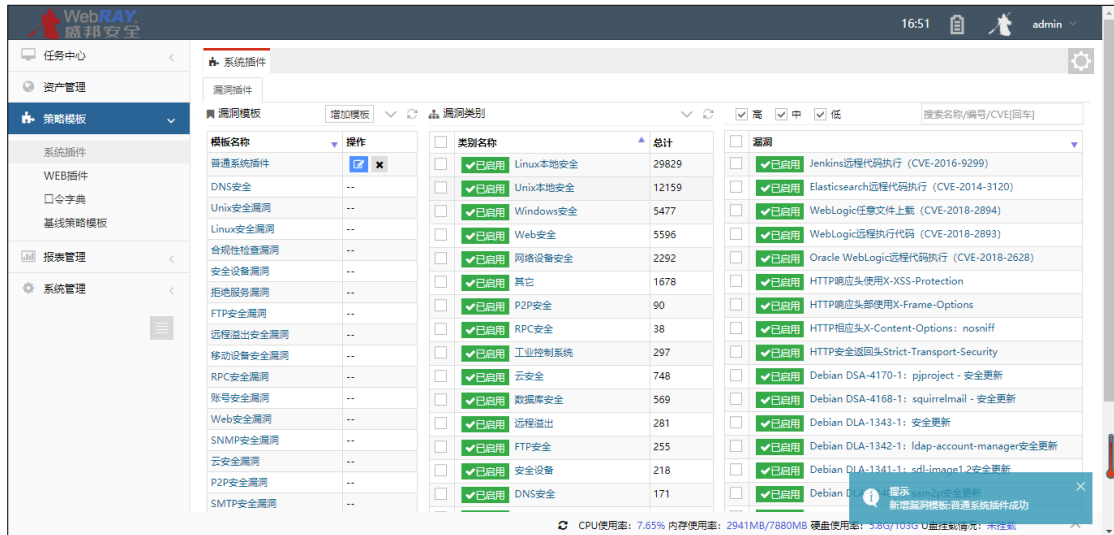 WebRAY.
盛邦安全
16:51
admin
任务中心
资产管理
策略模板
系统插件
WEB插件
口令字典
基线策略模板
报表管理
系统管理
系统插件
漏洞插件
漏洞模板 增加模板
模板名称 操作
普通系统插件
DNS安全 --
Unix安全漏洞 --
Linux安全漏洞 --
合规性检查漏洞 --
安全设备漏洞 --
拒绝服务漏洞 --
FTP安全漏洞 --
远程溢出安全漏洞 --
移动设备安全漏洞 --
RPC安全漏洞 --
账号安全漏洞 --
Web安全漏洞 --
SNMP安全漏洞 --
云安全漏洞 --
P2P安全漏洞 --
SMTP安全漏洞 --
漏洞类别
类别名称 总计
已启用 Linux本地安全 29829
已启用 Unix本地安全 12159
已启用 Windows安全 5477
已启用 Web安全 5596
已启用 网络设备安全 2292
已启用 其它 1678
已启用 P2P安全 90
已启用 RPC安全 38
已启用 工业控制系统 297
已启用 云安全 748
已启用 数据库安全 569
已启用 远程溢出 281
已启用 FTP安全 255
已启用 安全设备 218
已启用 DNS安全 171
高 中 低 搜索名称/编号/CVE[回车]
漏洞
已启用 Jenkins远程代码执行（CVE-2016-9299）
已启用 Elasticsearch远程代码执行（CVE-2014-3120）
已启用 WebLogic任意文件上载（CVE-2018-2894）
已启用 WebLogic远程执行代码（CVE-2018-2893）
已启用 Oracle WebLogic远程代码执行（CVE-2018-2628）
已启用 HTTP响应头使用X-XSS-Protection
已启用 HTTP响应头部使用X-Frame-Options
已启用 HTTP相应头X-Content-Options：nosniff
已启用 HTTP安全返回头Strict-Transport-Security
已启用 Debian DSA-4170-1：pjproject - 安全更新
已启用 Debian DSA-4168-1：squirrelmail - 安全更新
已启用 Debian DLA-1343-1：安全更新
已启用 Debian DLA-1342-1：ldap-account-manager安全更新
已启用 Debian DLA-1341-1：sdl-image1.2安全更新
已启用 Debian sam2p安全更新
提示
新增漏洞模板:普通系统插件成功
CPU使用率：7.65% 内存使用率：2941MB/7880MB 硬盘使用率：5.8G/103G U盘挂载情况：未挂载